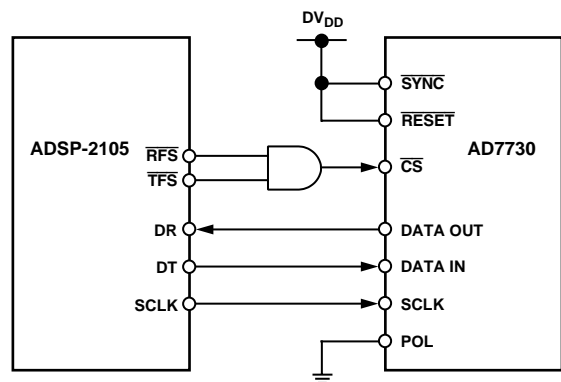 DVDD
ADSP-2105
RFS
TFS
DR
DT
SCLK
AD7730
SYNC
RESET
CS
DATA OUT
DATA IN
SCLK
POL